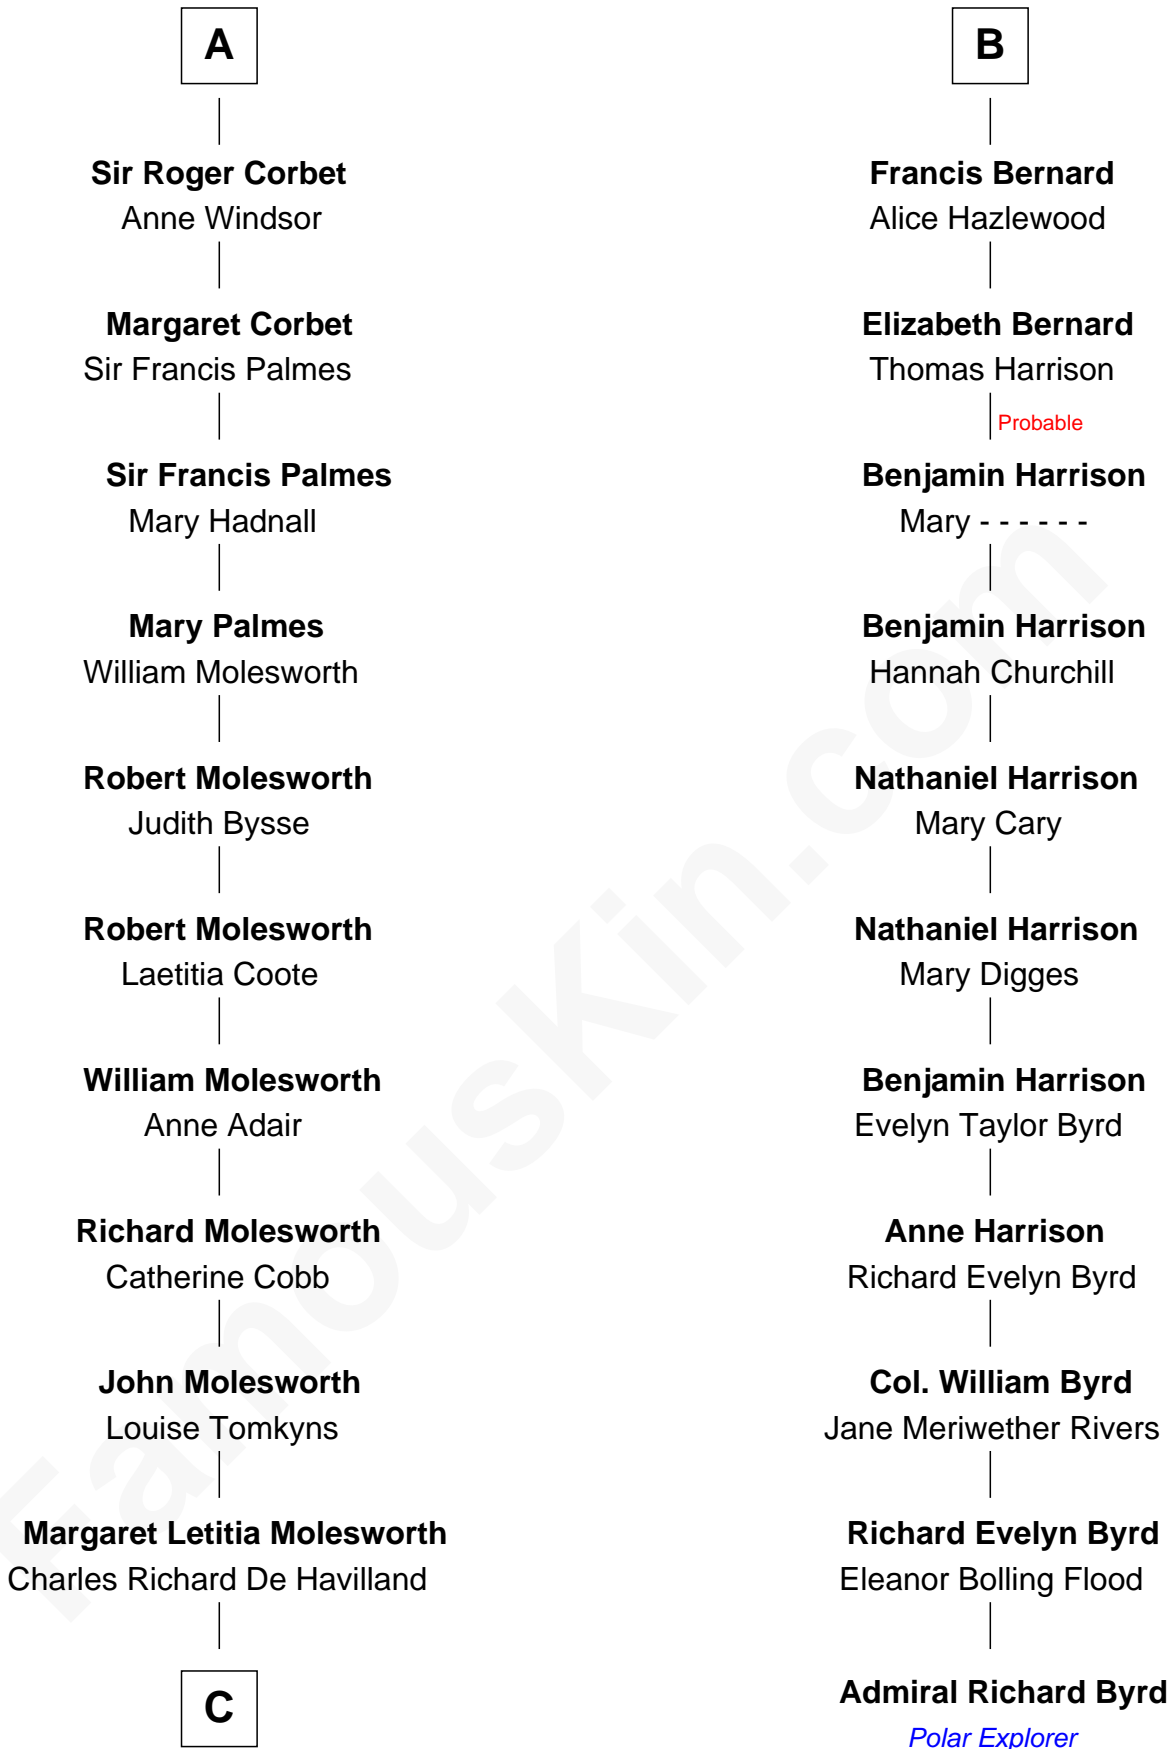 A
Sir Roger Corbet
Anne Windsor
Margaret Corbet
Sir Francis Palmes
Sir Francis Palmes
Mary Hadnall
Mary Palmes
William Molesworth
Robert Molesworth
Judith Bysse
Robert Molesworth
Laetitia Coote
William Molesworth
Anne Adair
Richard Molesworth
Catherine Cobb
John Molesworth
Louise Tomkyns
Margaret Letitia Molesworth
Charles Richard De Havilland
C
B
Francis Bernard
Alice Hazlewood
Elizabeth Bernard
Thomas Harrison
Probable
Benjamin Harrison
Mary - - - - - -
Benjamin Harrison
Hannah Churchill
Nathaniel Harrison
Mary Cary
Nathaniel Harrison
Mary Digges
Benjamin Harrison
Evelyn Taylor Byrd
Anne Harrison
Richard Evelyn Byrd
Col. William Byrd
Jane Meriwether Rivers
Richard Evelyn Byrd
Eleanor Bolling Flood
Admiral Richard Byrd
Polar Explorer
FamousKin.com